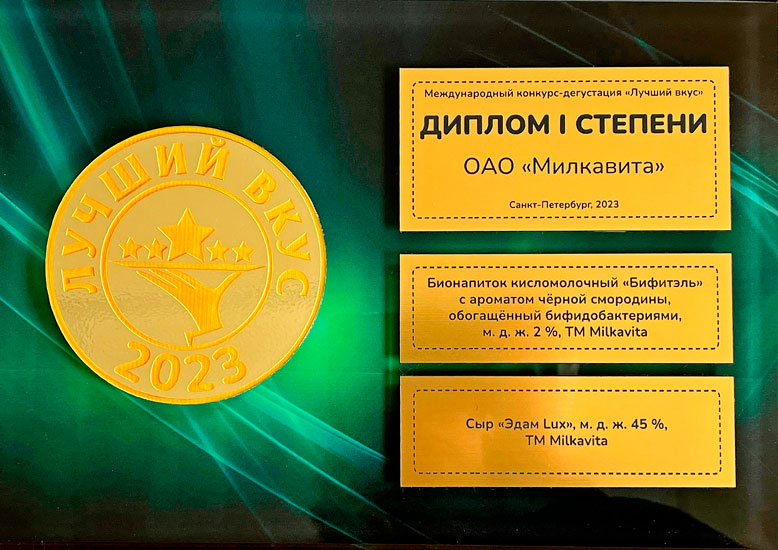 ЛУЧШИЙ ВКУС
2023
Международный конкурс-дегустация «Лучший вкус»
ДИПЛОМ I СТЕПЕНИ
ОАО «Милкавита»
Санкт-Петербург, 2023
Бионапиток кисломолочный «Бифитэль»
с ароматом чёрной смородины,
обогащённый бифидобактериями,
м. д. ж. 2 %, ТМ Milkavita
Сыр «Эдам Lux», м. д. ж. 45 %,
ТМ Milkavita